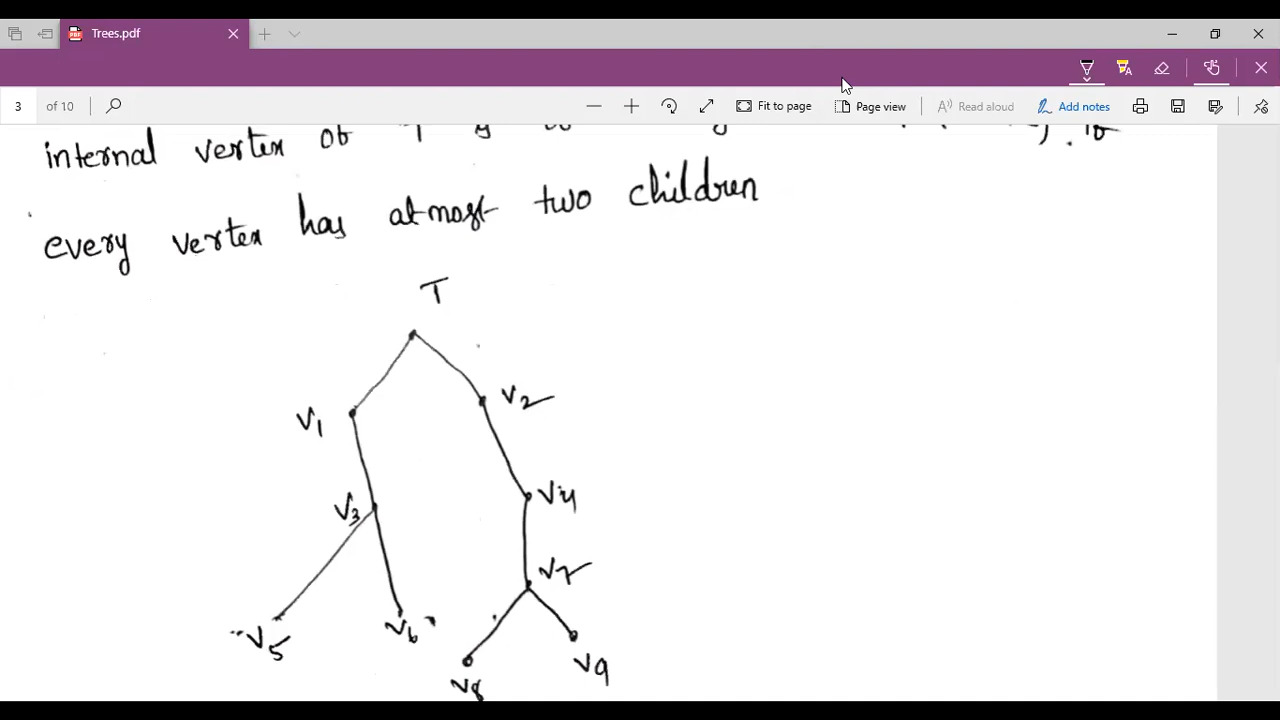 Trees.pdf
3 of 10 Fit to page Page view Read aloud Add notes
internal vertex of
every vertex has atmost two children
T
V1 V2
V3 V4
V7
V5 V6
V8 V9